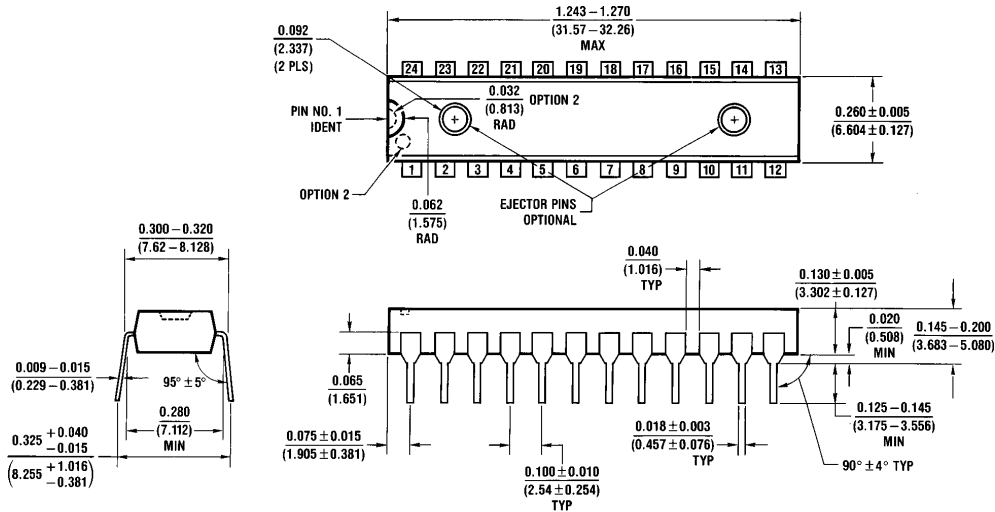 1.243 – 1.270
(31.57 – 32.26)
MAX
0.092
(2.337)
(2 PLS)
24 23 22 21 20 19 18 17 16 15 14 13
0.032
(0.813)
RAD
OPTION 2
PIN NO. 1
IDENT
0.260 ± 0.005
(6.604 ± 0.127)
1 2 3 4 5 6 7 8 9 10 11 12
OPTION 2
0.062
(1.575)
RAD
EJECTOR PINS
OPTIONAL
0.300 – 0.320
(7.62 – 8.128)
0.009 – 0.015
(0.229 – 0.381)
95° ± 5°
0.280
(7.112)
MIN
0.325 + 0.040
– 0.015
(8.255 + 1.016
– 0.381)
0.040
(1.016)
TYP
0.130 ± 0.005
(3.302 ± 0.127)
0.020
(0.508)
MIN
0.145 – 0.200
(3.683 – 5.080)
0.065
(1.651)
0.075 ± 0.015
(1.905 ± 0.381)
0.100 ± 0.010
(2.54 ± 0.254)
TYP
0.018 ± 0.003
(0.457 ± 0.076)
TYP
0.125 – 0.145
(3.175 – 3.556)
MIN
90° ± 4° TYP